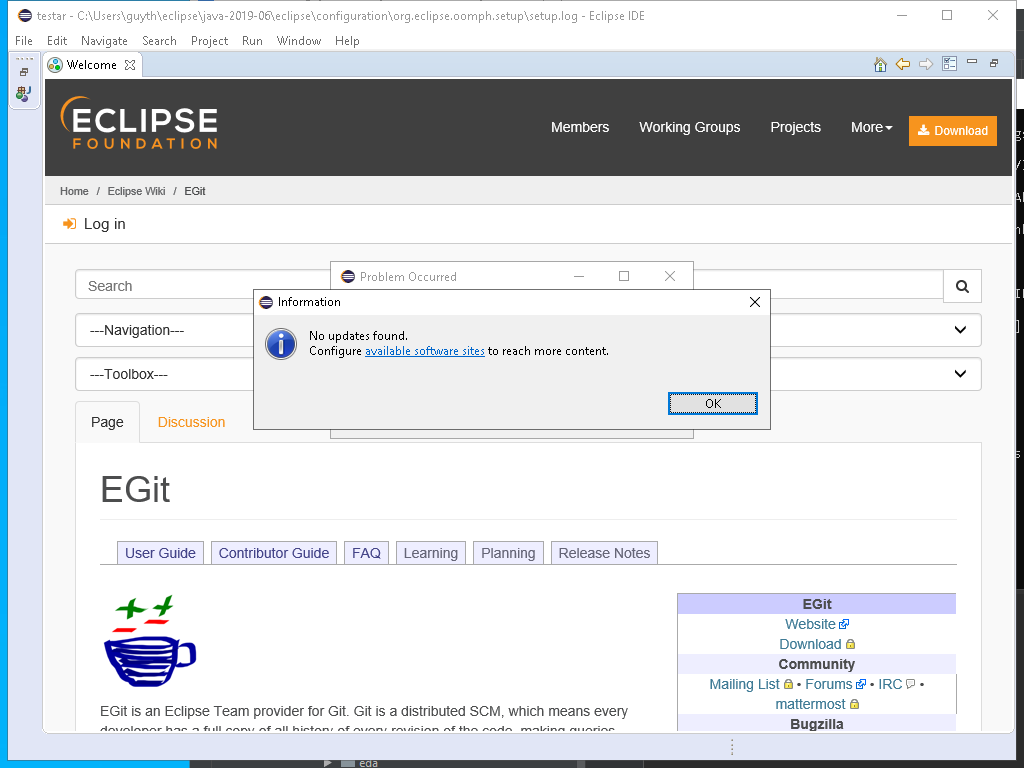 testar - C:\Users\guyth\eclipse\java-2019-06\eclipse\configuration\org.eclipse.oomph.setup\setup.log - Eclipse IDE
File Edit Navigate Search Project Run Window Help
Welcome
ECLIPSE
FOUNDATION
Members Working Groups Projects More Download
Home / Eclipse Wiki / EGit
Log in
Problem Occurred
Search
Information
---Navigation---
No updates found.
Configure available software sites to reach more content.
---Toolbox---
OK
Page Discussion
EGit
User Guide Contributor Guide FAQ Learning Planning Release Notes
EGit
Website
Download
Community
Mailing List • Forums • IRC •
mattermost
Bugzilla
EGit is an Eclipse Team provider for Git. Git is a distributed SCM, which means every
developer has a full copy of all history of every revision of the code, making queries
eda